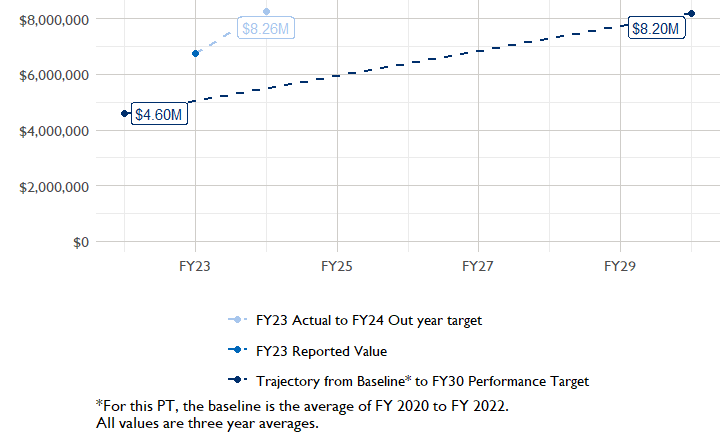 $8,000,000
$8.26M
$8.20M
$6,000,000
$4.60M
$4,000,000
$2,000,000
$0
FY23 FY25 FY27 FY29
FY23 Actual to FY24 Out year target
FY23 Reported Value
Trajectory from Baseline* to FY30 Performance Target
*For this PT, the baseline is the average of FY 2020 to FY 2022.
All values are three year averages.